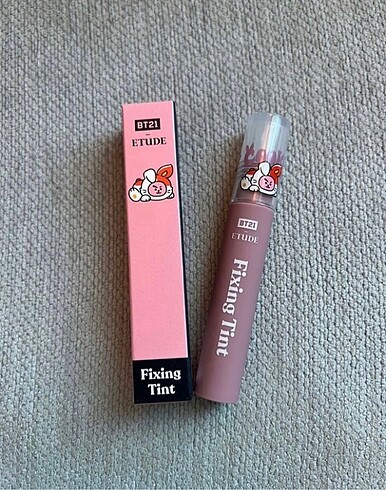 BT21
ETUDE
Fixing
Tint
BT21
ETUDE
Fixing Tint